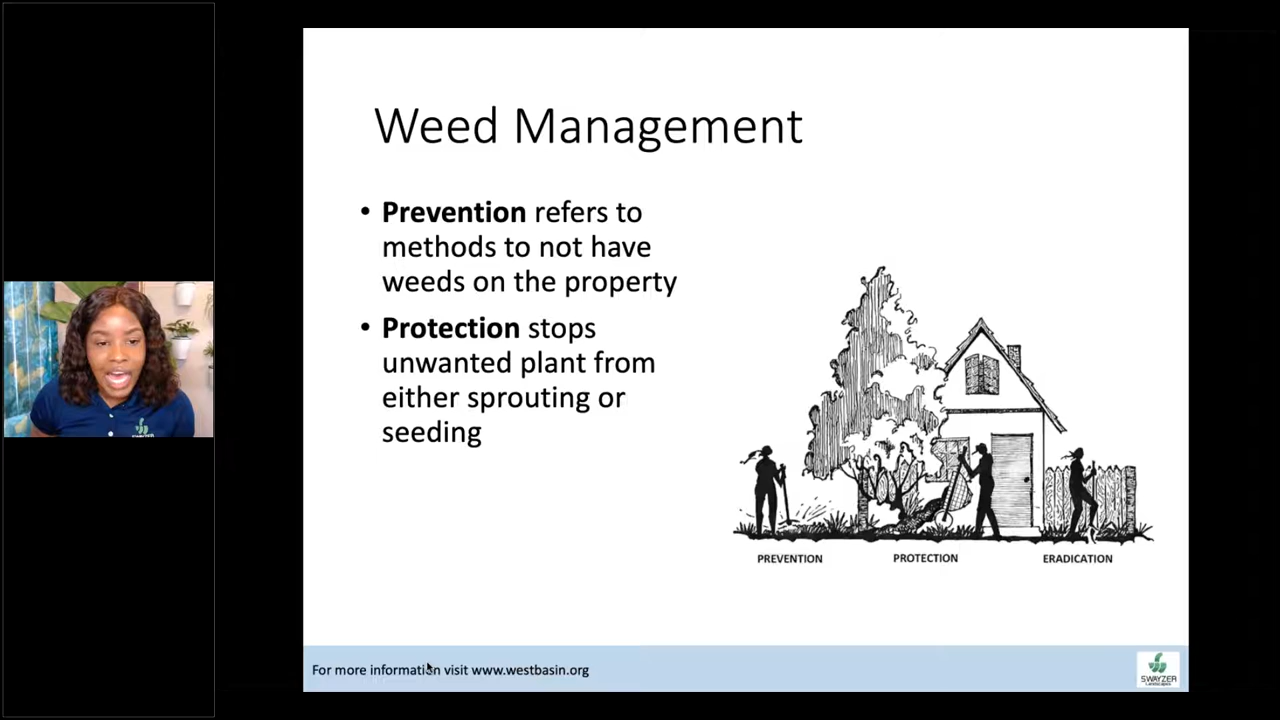 Weed Management
• Prevention refers to
methods to not have
weeds on the property
• Protection stops
unwanted plant from
either sprouting or
seeding
PREVENTION
PROTECTION
ERADICATION
For more information visit www.westbasin.org
SWAYZER